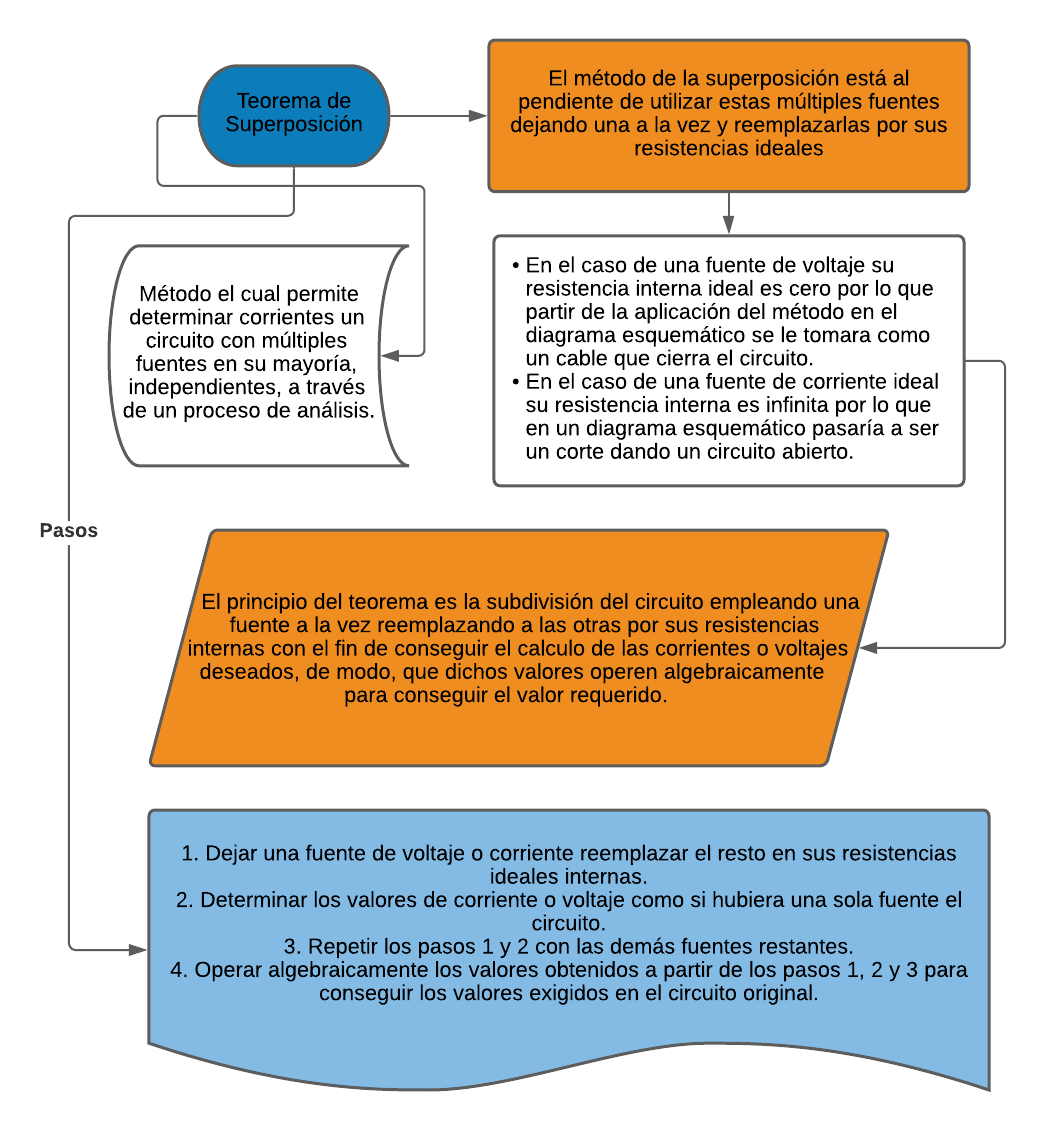 Teorema de
Superposición
El método de la superposición está al
pendiente de utilizar estas múltiples fuentes
dejando una a la vez y reemplazarlas por sus
resistencias ideales
• En el caso de una fuente de voltaje su
resistencia interna ideal es cero por lo que
partir de la aplicación del método en el
diagrama esquemático se le tomara como
un cable que cierra el circuito.
• En el caso de una fuente de corriente ideal
su resistencia interna es infinita por lo que
en un diagrama esquemático pasaría a ser
un corte dando un circuito abierto.
Método el cual permite
determinar corrientes un
circuito con múltiples
fuentes en su mayoría,
independientes, a través
de un proceso de análisis.
Pasos
El principio del teorema es la subdivisión del circuito empleando una
fuente a la vez reemplazando a las otras por sus resistencias
internas con el fin de conseguir el calculo de las corrientes o voltajes
deseados, de modo, que dichos valores operen algebraicamente
para conseguir el valor requerido.
1. Dejar una fuente de voltaje o corriente reemplazar el resto en sus resistencias
ideales internas.
2. Determinar los valores de corriente o voltaje como si hubiera una sola fuente el
circuito.
3. Repetir los pasos 1 y 2 con las demás fuentes restantes.
4. Operar algebraicamente los valores obtenidos a partir de los pasos 1, 2 y 3 para
conseguir los valores exigidos en el circuito original.